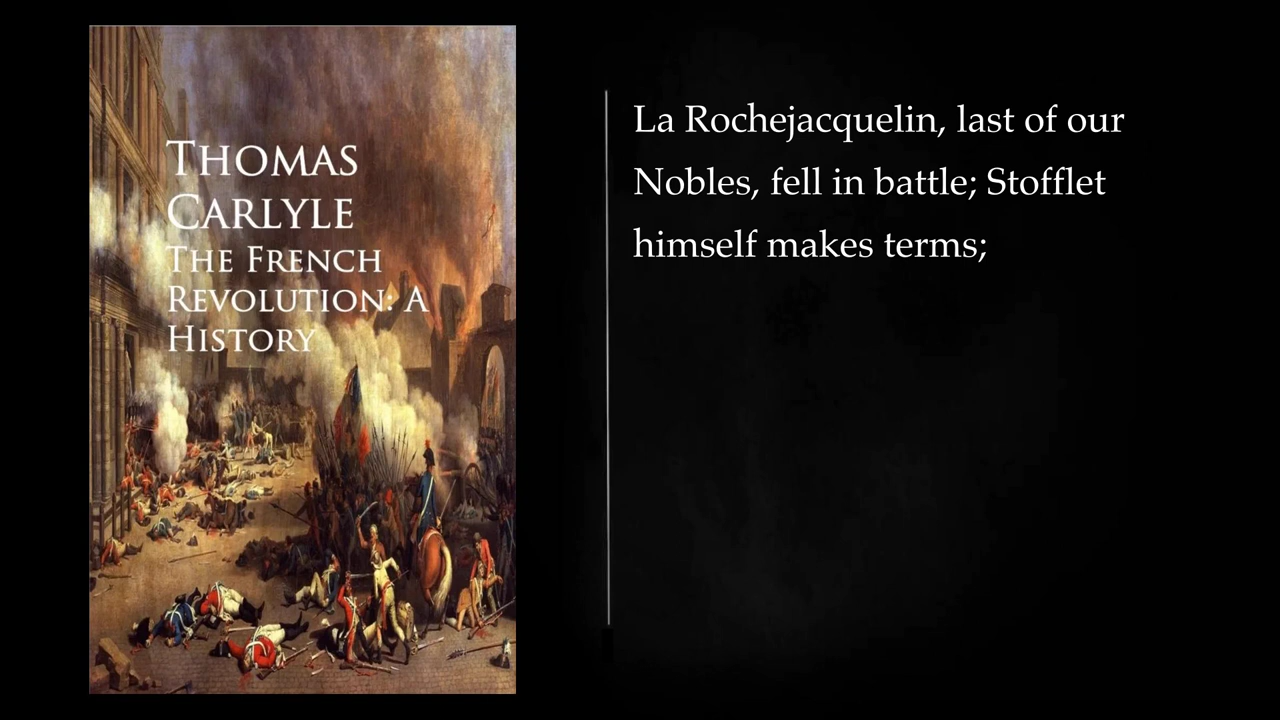 THOMAS
CARLYLE
THE FRENCH
REVOLUTION: A
HISTORY
La Rochejacquelin, last of our
Nobles, fell in battle; Stofflet
himself makes terms;